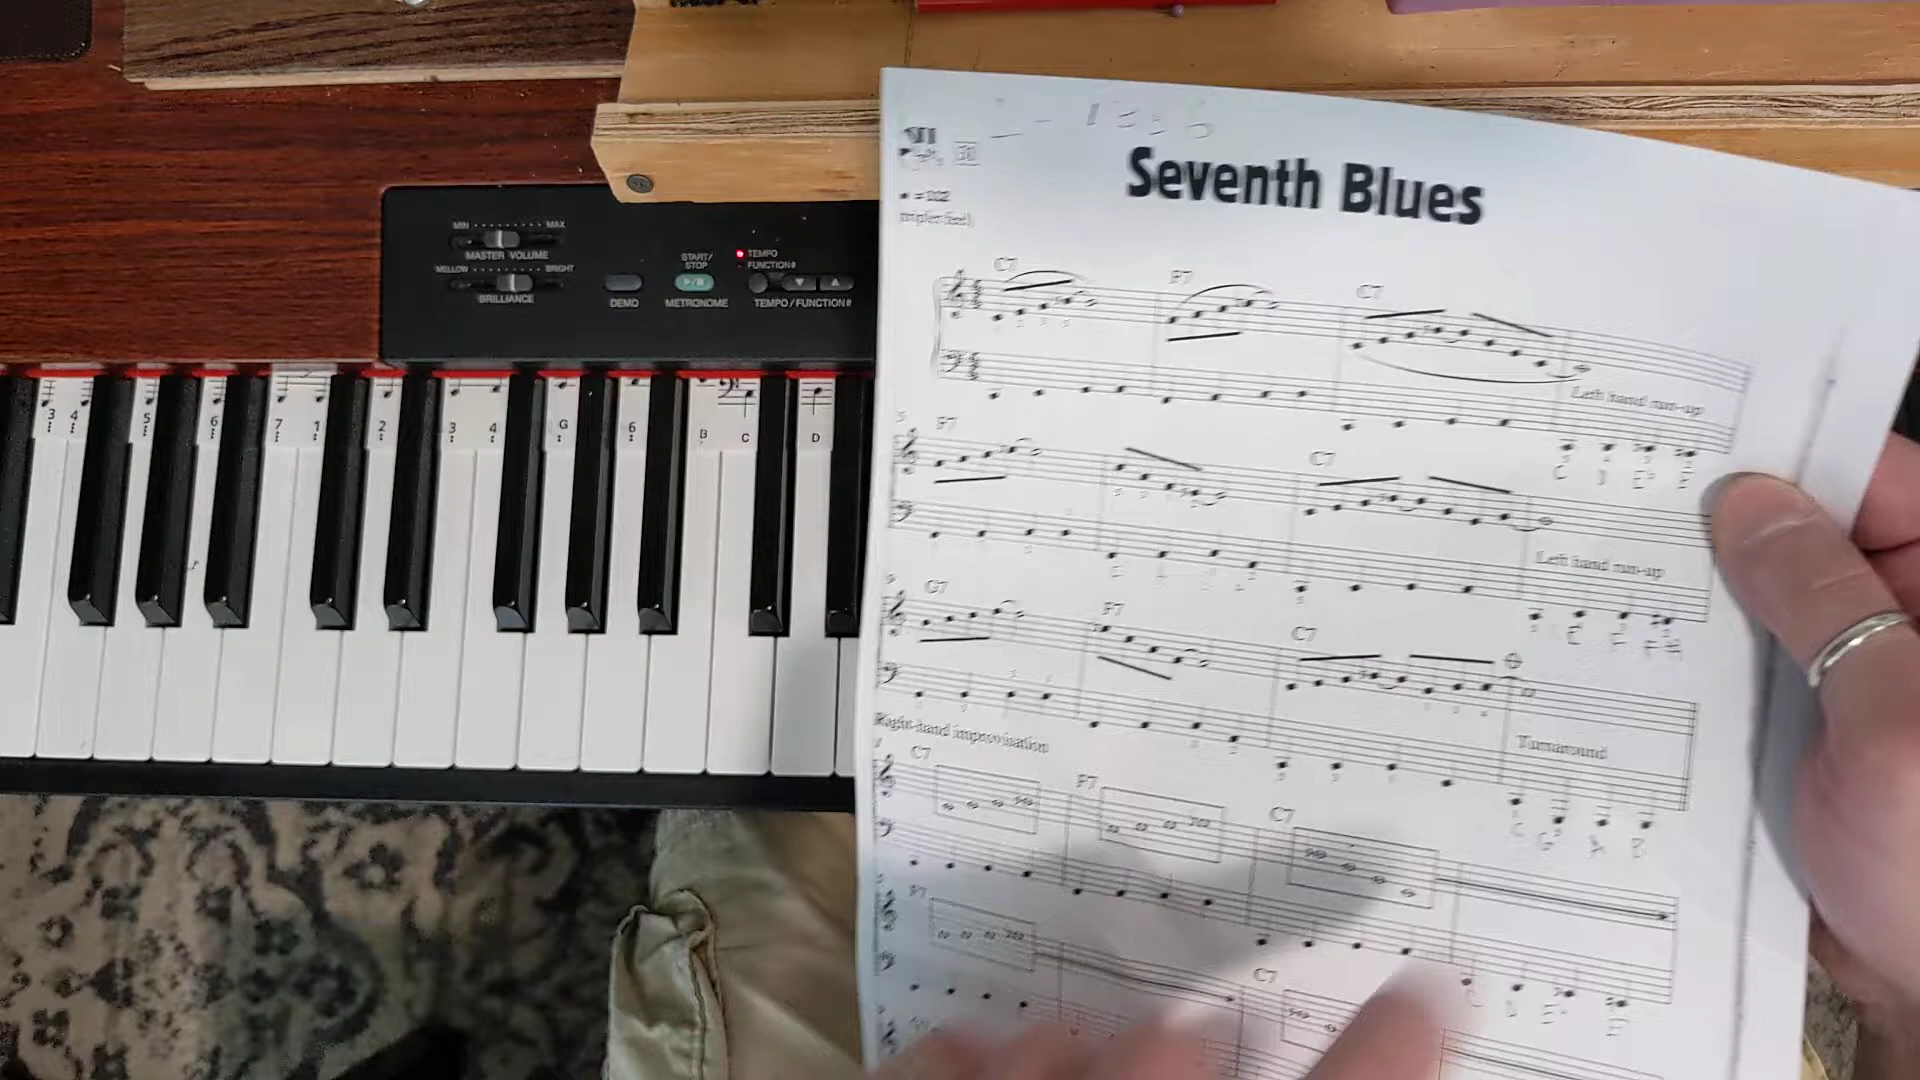 Seventh Blues
C7 F7 C7
Left hand run-up
C D E♭ E
F7 C7
Left hand run-up
C E F F#
G7 F7 C7
Turnaround
C G A B
Right-hand improvisation
C7 F7 C7
C D E♭ E
F7 C7
MIN MAX
MASTER VOLUME
MELLOW BRIGHT
BRILLIANCE
DEMO
START/
STOP
METRONOME
TEMPO
FUNCTION#
TEMPO / FUNCTION#
3 4 5 6 7 1 2 3 4 G 6 B C D